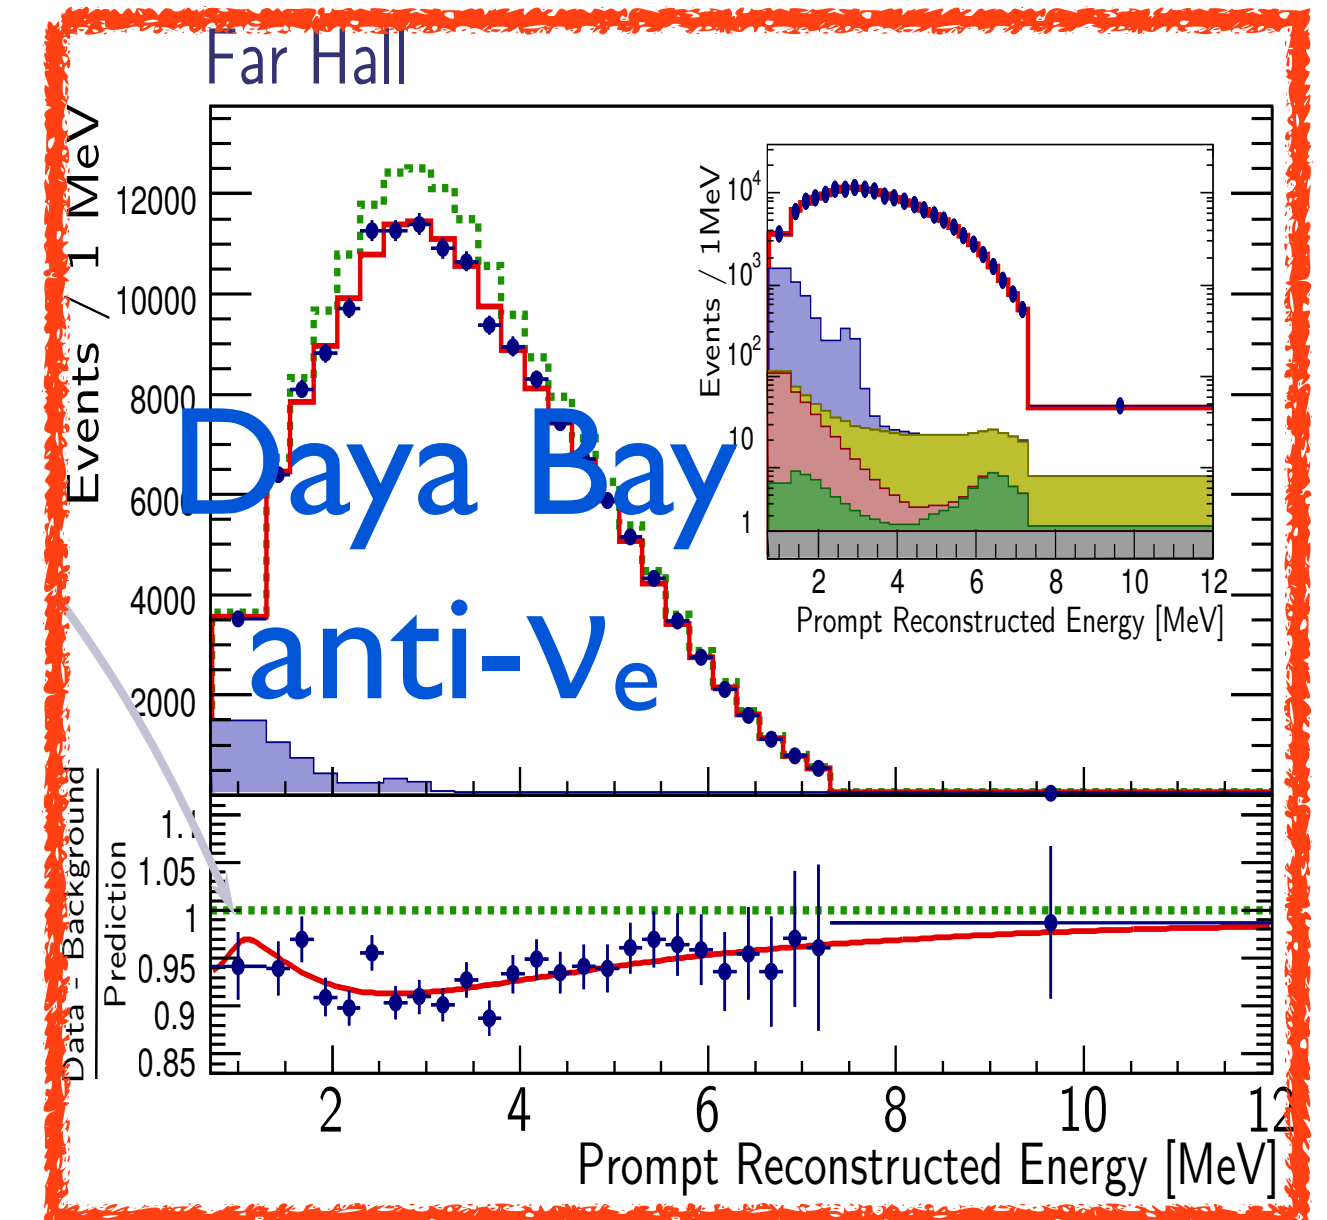 Far Hall
Events / 1 MeV
12000
10000
8000
6000
4000
2000
Daya Bay
anti-νe
Events / 1MeV
10⁴
10³
10²
10
1
2 4 6 8 10 12
Prompt Reconstructed Energy [MeV]
Data - Background
Prediction
1.1
1.05
1
0.95
0.9
0.85
2 4 6 8 10 12
Prompt Reconstructed Energy [MeV]